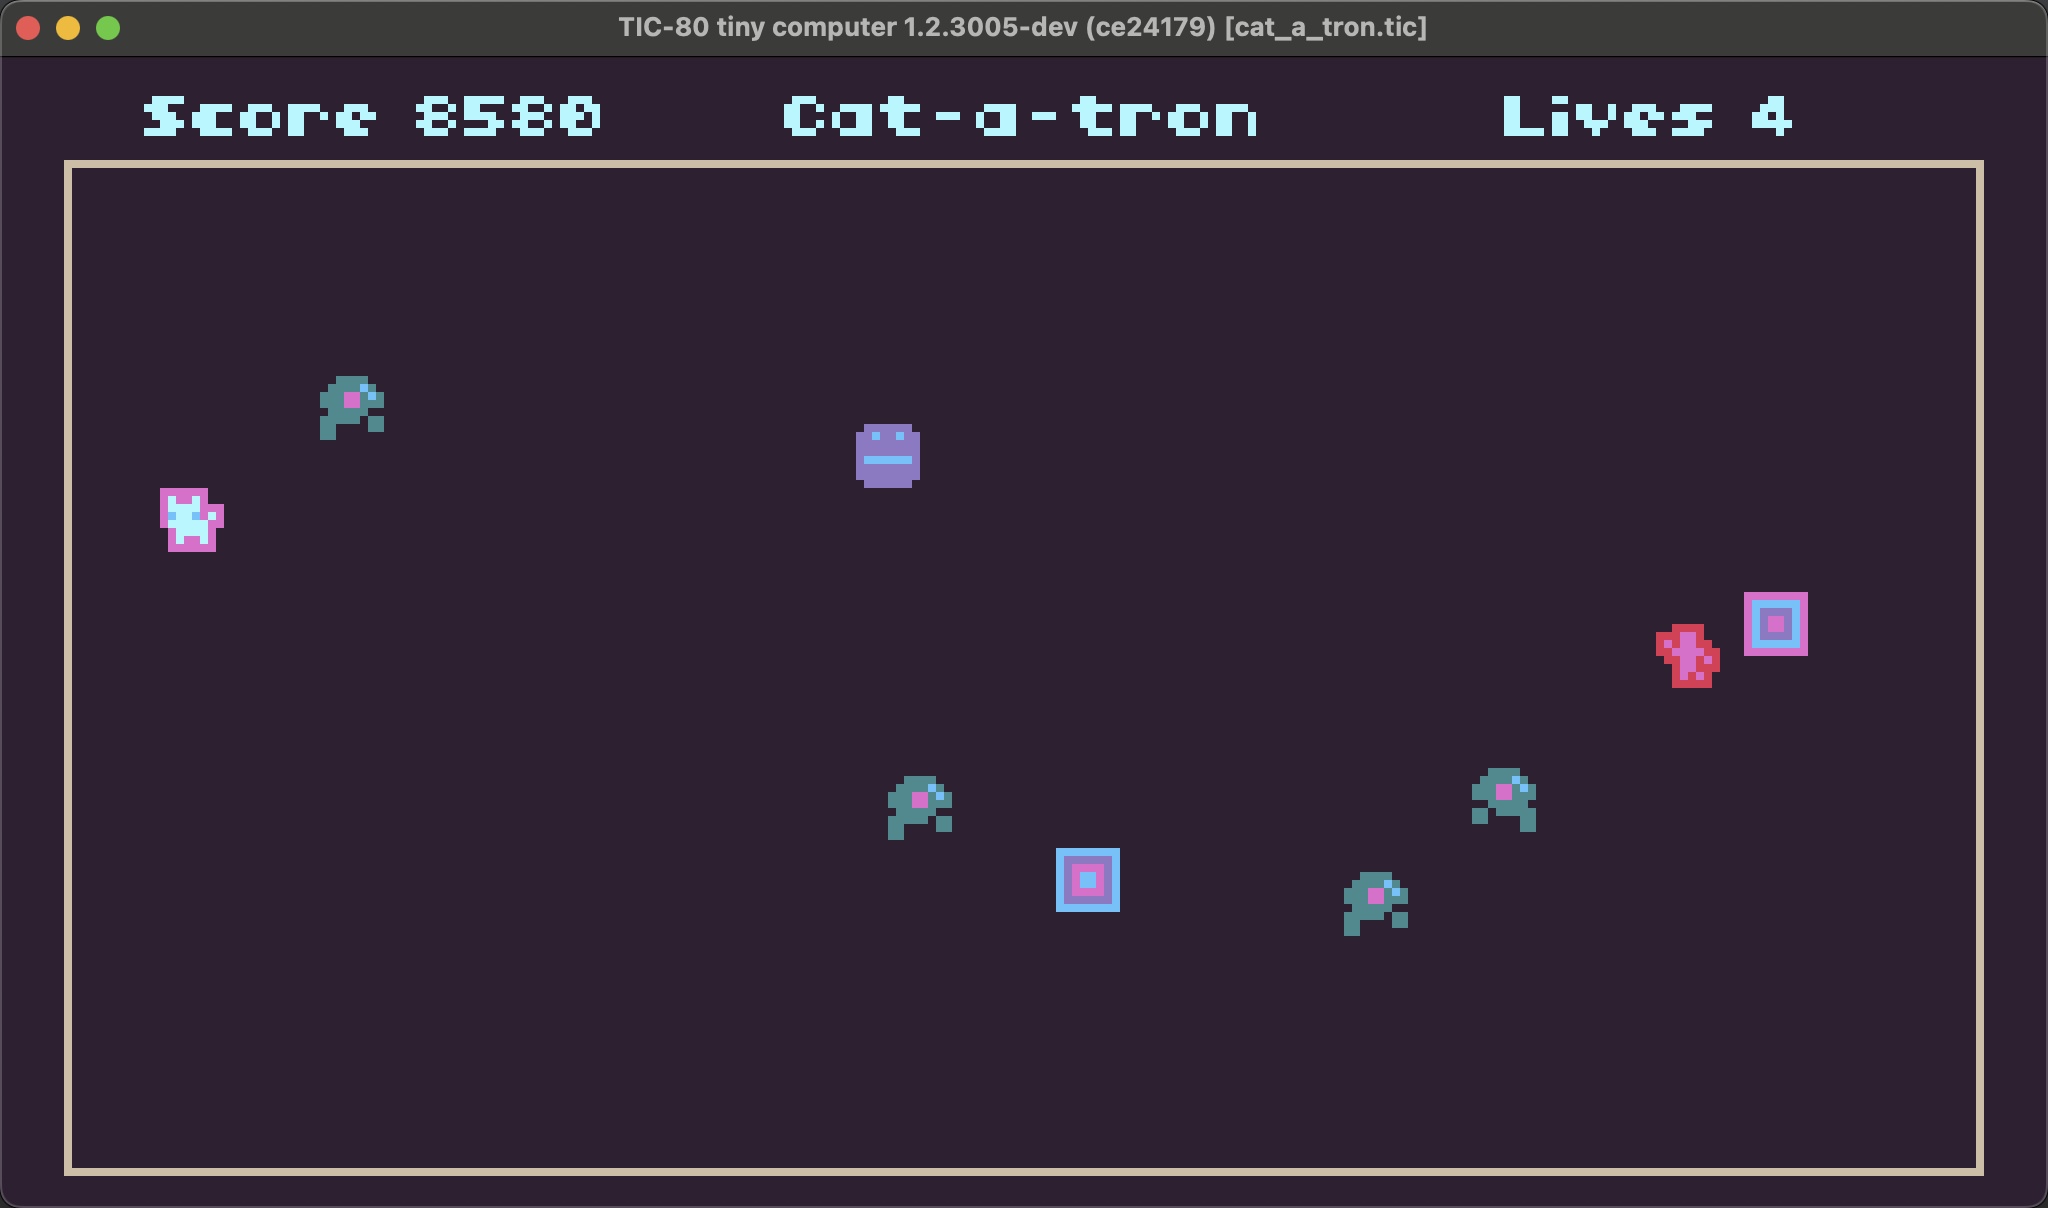 TIC-80 tiny computer 1.2.3005-dev (ce24179) [cat_a_tron.tic]
Score 8580 Cat-a-tron Lives 4